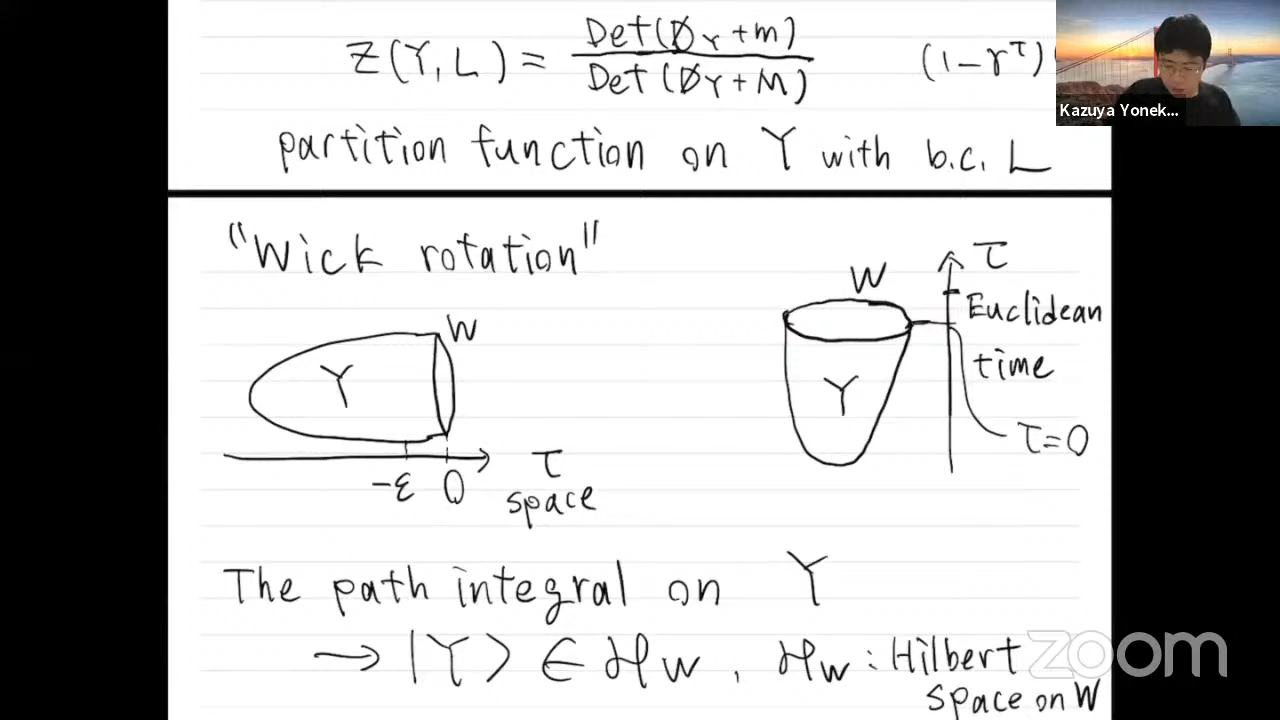 Z(Y, L) = Det(D̸_Y + m) / Det(D̸_Y + M) (1-γ^τ)
Kazuya Yonek...
partition function on Y with b.c. L
"Wick rotation"
W
Y
-ε 0 τ
space
W
Y
τ
Euclidean
time
τ=0
The path integral on Y
→ |Y> ∈ ℋ_W , ℋ_W : Hilbert
space on W
zoom